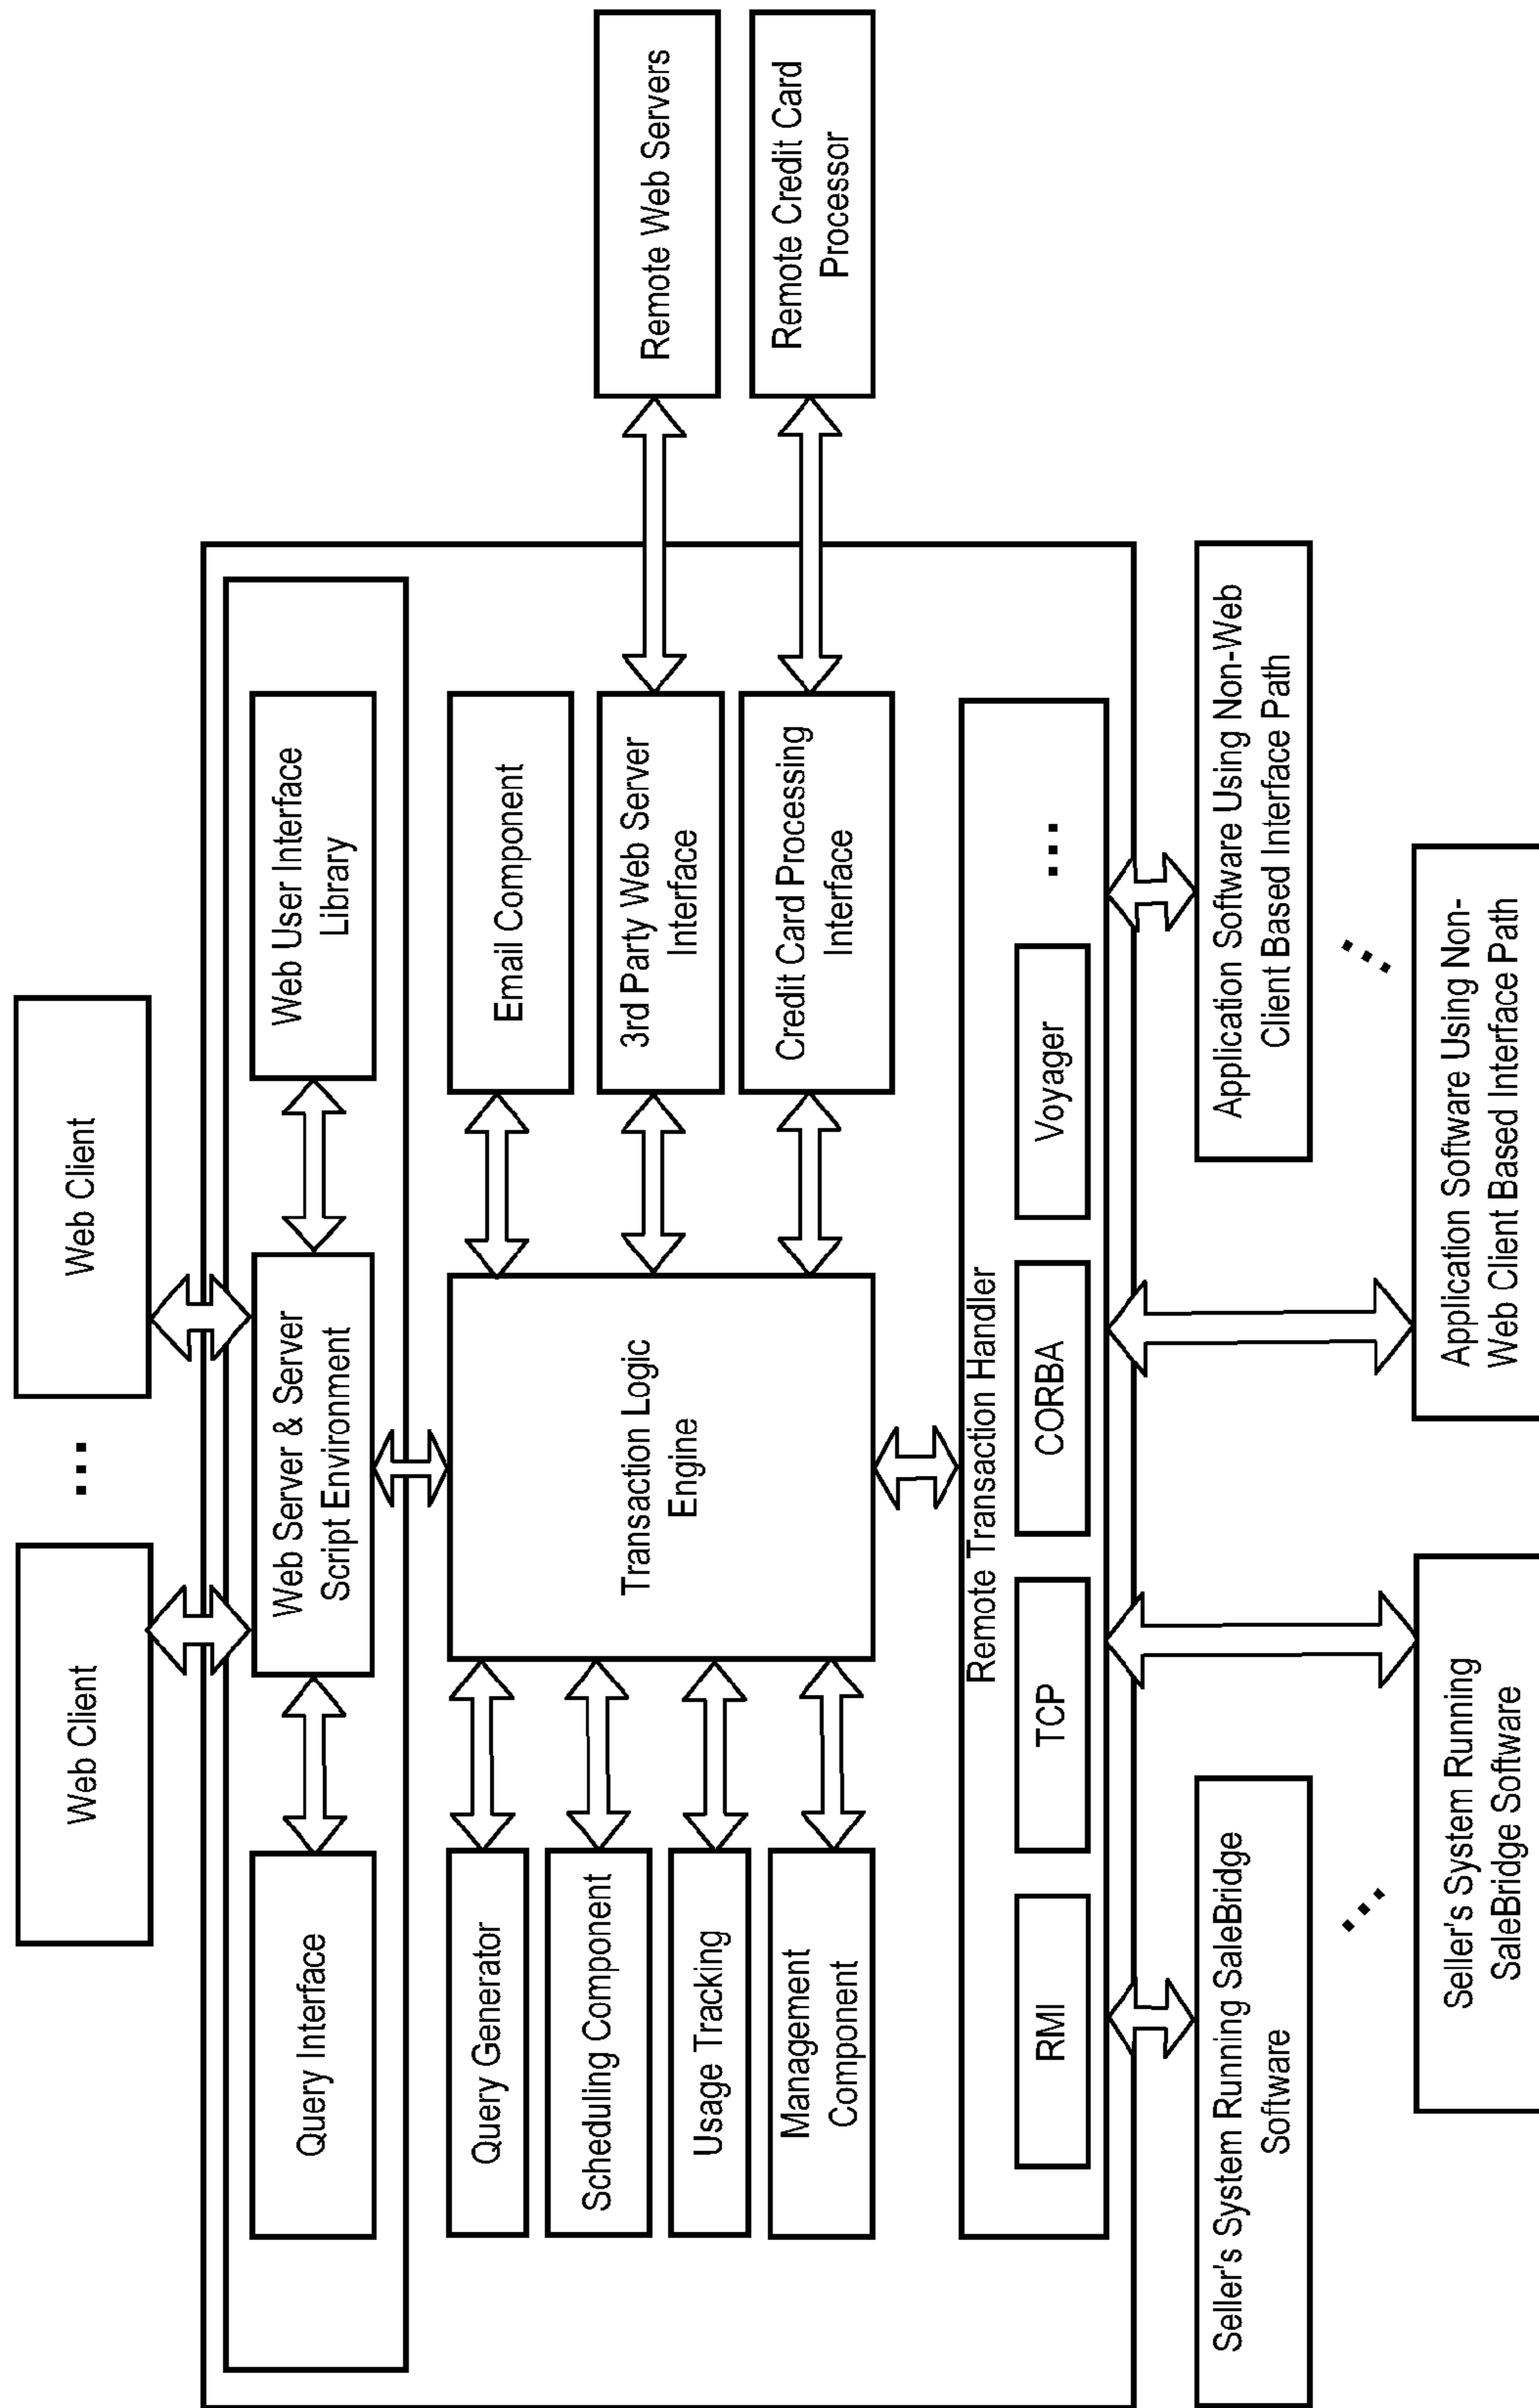 Web Client
...
Web Client
Query Interface
Web Server & Server
Script Environment
Web User Interface
Library
Query Generator
Scheduling Component
Usage Tracking
Management
Component
Transaction Logic
Engine
Email Component
3rd Party Web Server
Interface
Credit Card Processing
Interface
Remote Web Servers
Remote Credit Card
Processor
Remote Transaction Handler
RMI
TCP
CORBA
Voyager
...
Seller's System Running SaleBridge
Software
...
Seller's System Running
SaleBridge Software
Application Software Using Non-
Web Client Based Interface Path
...
Application Software Using Non-Web
Client Based Interface Path